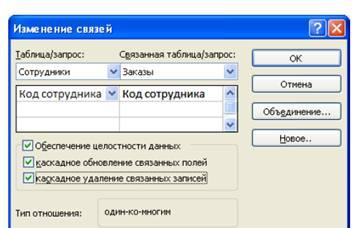 Изменение связей
Таблица/запрос: Связанная таблица/запрос:
Сотрудники Заказы
Код сотрудника Код сотрудника
Обеспечение целостности данных
каскадное обновление связанных полей
каскадное удаление связанных записей
Тип отношения: один-ко-многим
ОК
Отмена
Объединение...
Новое..